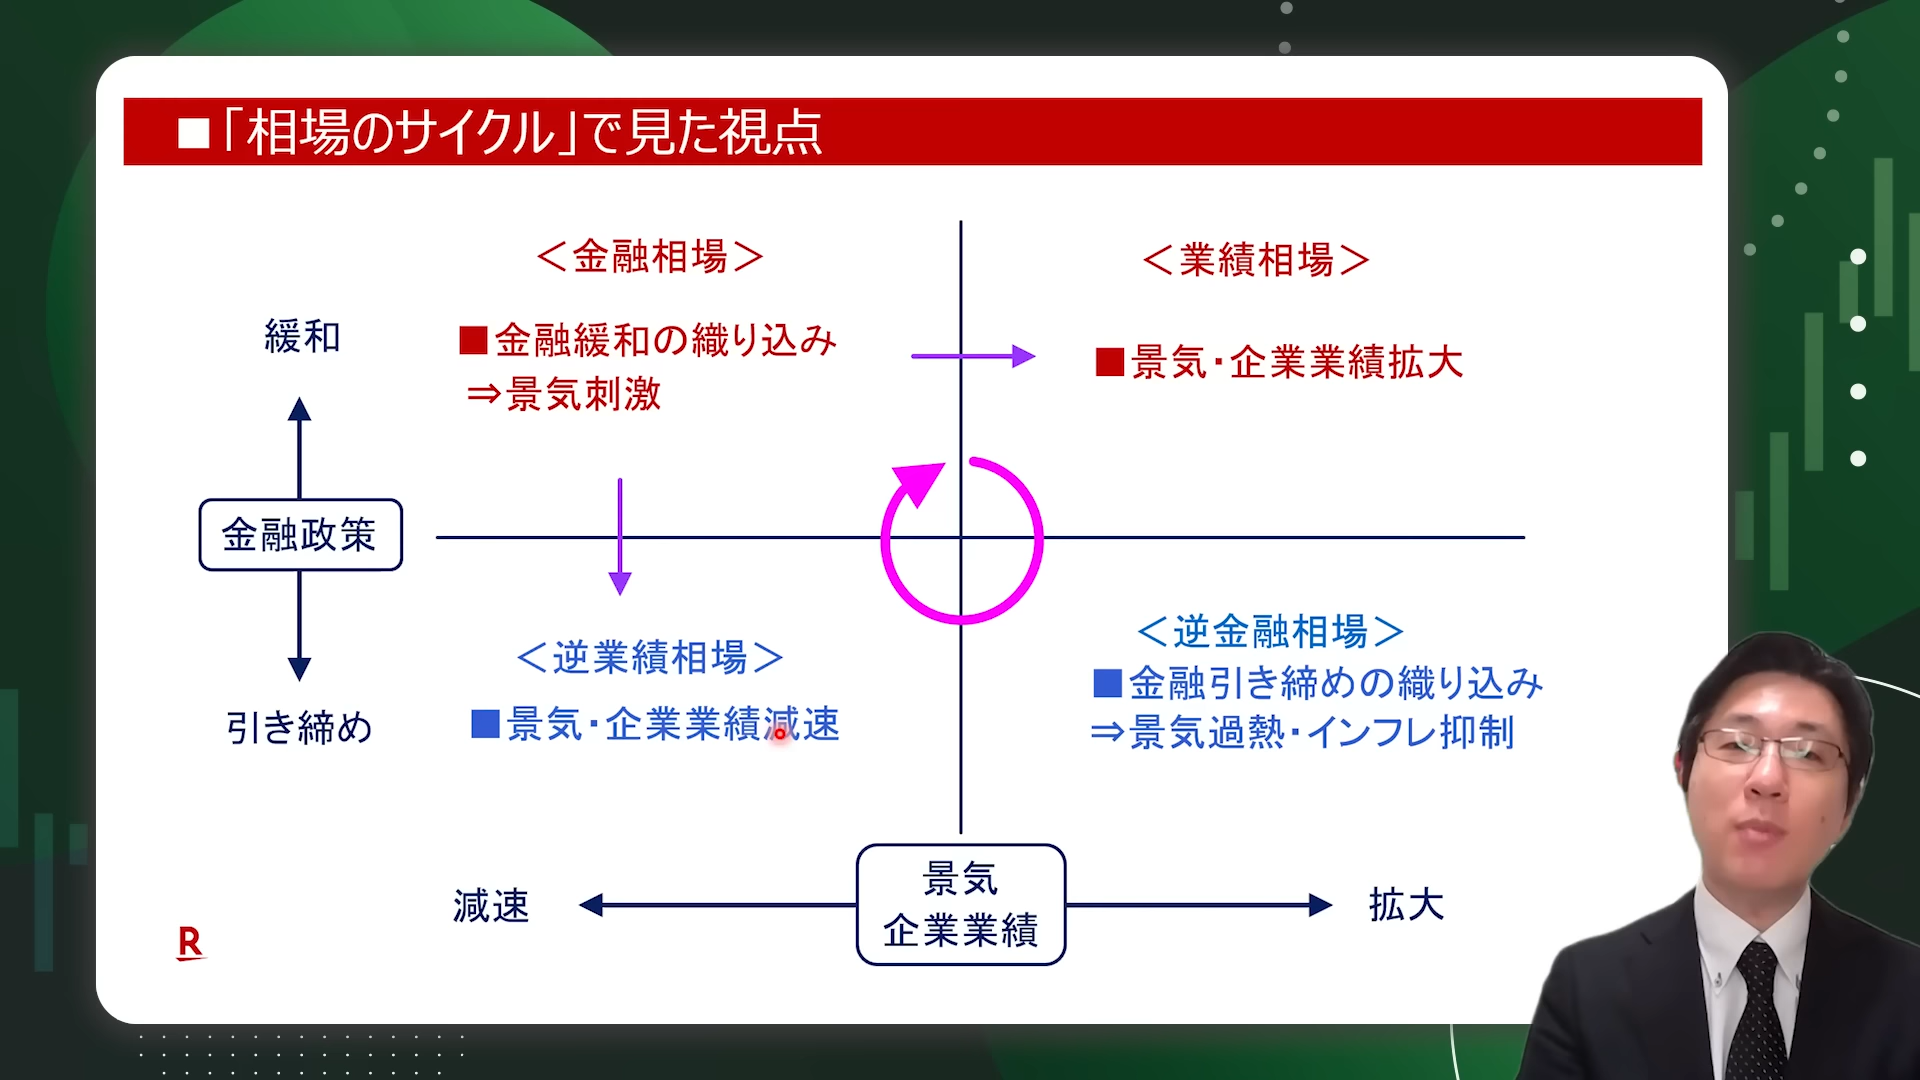 ■「相場のサイクル」で見た視点
＜金融相場＞
■金融緩和の織り込み
⇒景気刺激
＜業績相場＞
■景気・企業業績拡大
緩和
金融政策
引き締め
＜逆業績相場＞
■景気・企業業績減速
＜逆金融相場＞
■金融引き締めの織り込み
⇒景気過熱・インフレ抑制
減速
景気
企業業績
拡大
R